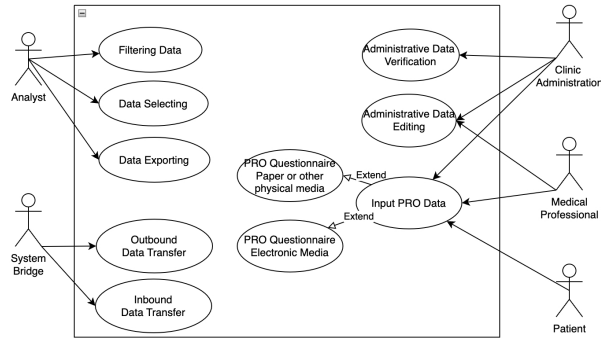 Filtering Data
Data Selecting
Data Exporting
Analyst
Outbound
Data Transfer
Inbound
Data Transfer
System
Bridge
Administrative Data
Verification
Administrative Data
Editing
PRO Questionnaire
Paper or other
physical media
Extend
Input PRO Data
Extend
PRO Questionnaire
Electronic Media
Clinic
Administration
Medical
Professional
Patient